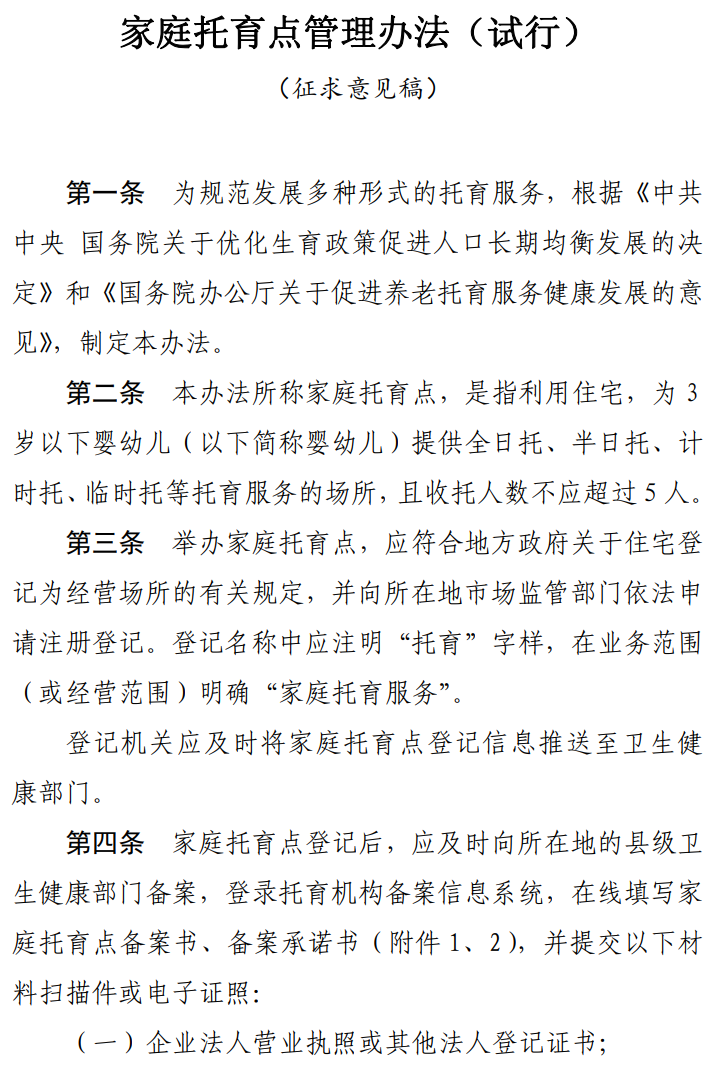 家庭托育点管理办法（试行）
（征求意见稿）
第一条　为规范发展多种形式的托育服务，根据《中共
中央 国务院关于优化生育政策促进人口长期均衡发展的决
定》和《国务院办公厅关于促进养老托育服务健康发展的意
见》，制定本办法。
第二条　本办法所称家庭托育点，是指利用住宅，为 3
岁以下婴幼儿（以下简称婴幼儿）提供全日托、半日托、计
时托、临时托等托育服务的场所，且收托人数不应超过 5 人。
第三条　举办家庭托育点，应符合地方政府关于住宅登
记为经营场所的有关规定，并向所在地市场监管部门依法申
请注册登记。登记名称中应注明“托育”字样，在业务范围
（或经营范围）明确“家庭托育服务”。
登记机关应及时将家庭托育点登记信息推送至卫生健
康部门。
第四条　家庭托育点登记后，应及时向所在地的县级卫
生健康部门备案，登录托育机构备案信息系统，在线填写家
庭托育点备案书、备案承诺书（附件 1、2），并提交以下材
料扫描件或电子证照：
（一）企业法人营业执照或其他法人登记证书；